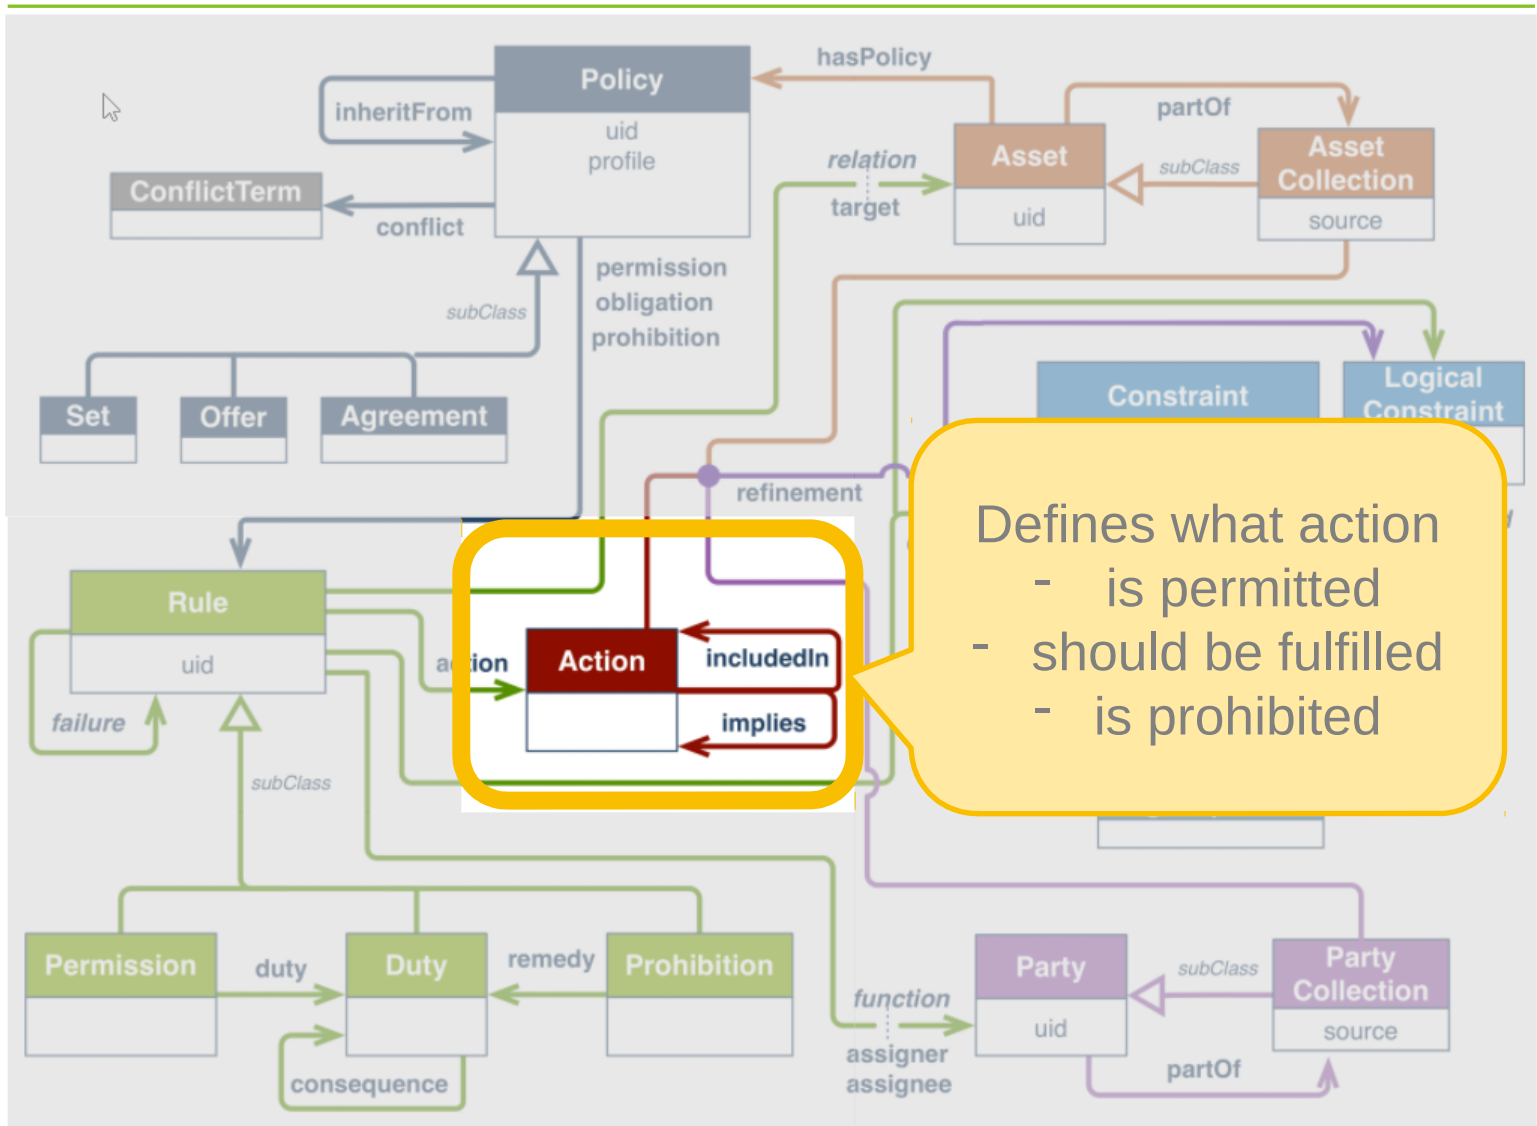 hasPolicy
Policy
inheritFrom
partOf
uid
profile
relation
Asset
Asset
Collection
subClass
ConflictTerm
target
conflict
uid
source
permission
obligation
prohibition
subClass
Set
Offer
Agreement
Constraint
Logical
Constraint
refinement
Defines what action
- is permitted
- should be fulfilled
- is prohibited
Rule
uid
action
Action
includedIn
implies
failure
subClass
Permission
duty
Duty
remedy
Prohibition
function
assigner
assignee
Party
uid
subClass
Party
Collection
source
partOf
consequence